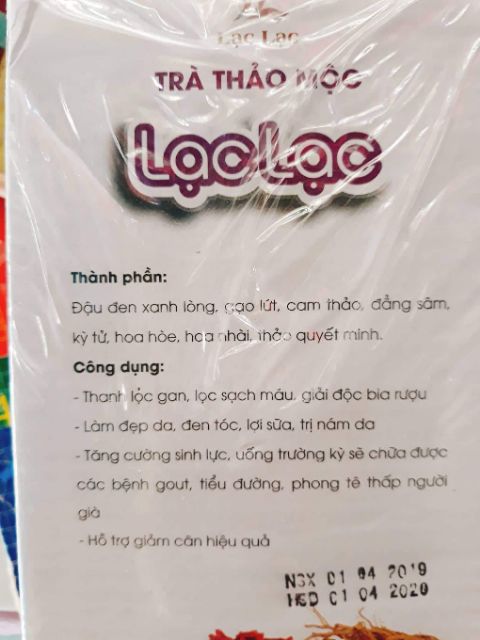 Lạc Lạc
TRÀ THẢO MỘC
LạcLạc
Thành phần:
Đậu đen xanh lòng, gạo lứt, cam thảo, đẳng sâm,
kỳ tử, hoa hòe, hoa nhài, thảo quyết minh.
Công dụng:
- Thanh lọc gan, lọc sạch máu, giải độc bia rượu
- Làm đẹp da, đen tóc, lợi sữa, trị nám da
- Tăng cường sinh lực, uống trường kỳ sẽ chữa được
các bệnh gout, tiểu đường, phong tê thấp người
già
- Hỗ trợ giảm cân hiệu quả
NSX 01 04 2019
HSD 01 04 2020